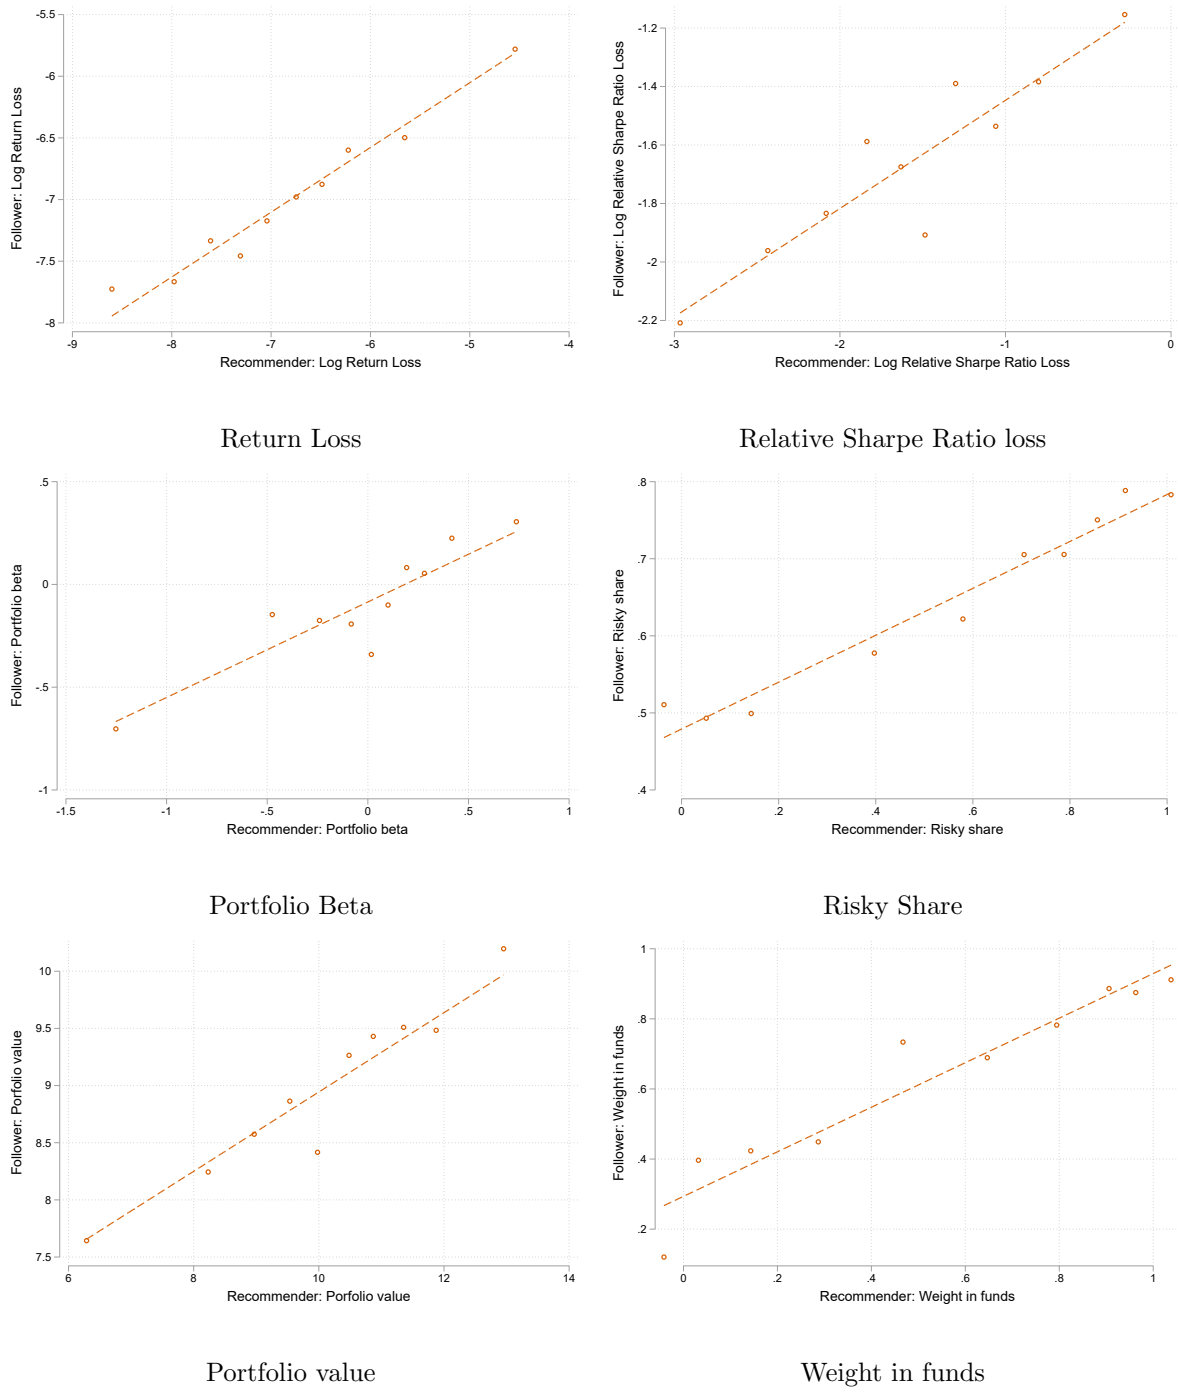 Follower: Log Return Loss
-5.5
-6
-6.5
-7
-7.5
-8
-9 -8 -7 -6 -5 -4
Recommender: Log Return Loss
Return Loss
Follower: Log Relative Sharpe Ratio Loss
-1.2
-1.4
-1.6
-1.8
-2
-2.2
-3 -2 -1 0
Recommender: Log Relative Sharpe Ratio Loss
Relative Sharpe Ratio loss
Follower: Portfolio beta
.5
0
-.5
-1
-1.5 -1 -.5 0 .5 1
Recommender: Portfolio beta
Portfolio Beta
Follower: Risky share
.8
.7
.6
.5
.4
0 .2 .4 .6 .8 1
Recommender: Risky share
Risky Share
Follower: Porfolio value
10
9.5
9
8.5
8
7.5
6 8 10 12 14
Recommender: Porfolio value
Portfolio value
Follower: Weight in funds
1
.8
.6
.4
.2
0 .2 .4 .6 .8 1
Recommender: Weight in funds
Weight in funds